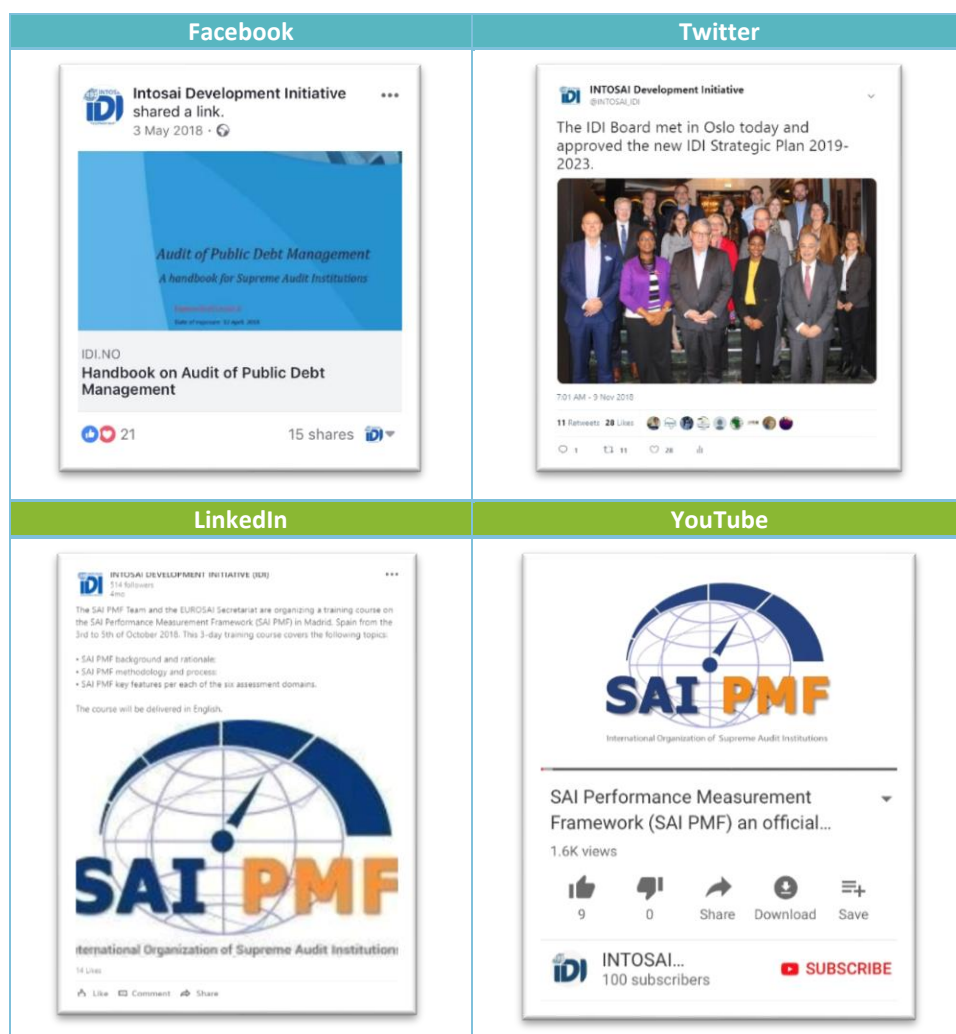 Facebook
Twitter
Intosai Development Initiative
shared a link.
3 May 2018 ·
Audit of Public Debt Management
A handbook for Supreme Audit Institutions
Date of exposure: 12 April, 2018
IDI.NO
Handbook on Audit of Public Debt
Management
21
15 shares
INTOSAI Development Initiative
@INTOSAI_IDI
The IDI Board met in Oslo today and
approved the new IDI Strategic Plan 2019-
2023.
7:01 AM - 9 Nov 2018
11 Retweets 28 Likes
1 11 28
LinkedIn
YouTube
INTOSAI DEVELOPMENT INITIATIVE (IDI)
514 followers
4mo
The SAI PMF Team and the EUROSAI Secretariat are organizing a training course on
the SAI Performance Measurement Framework (SAI PMF) in Madrid. Spain from the
3rd to 5th of October 2018. This 3-day training course covers the following topics:
• SAI PMF background and rationale;
• SAI PMF methodology and process;
• SAI PMF key features per each of the six assessment domains.
The course will be delivered in English.
SAI PMF
nternational Organization of Supreme Audit Institutions
14 Likes
Like Comment Share
SAI PMF
International Organization of Supreme Audit Institutions
SAI Performance Measurement
Framework (SAI PMF) an official...
1.6K views
9 0 Share Download Save
IDI
INTOSAI...
100 subscribers
SUBSCRIBE